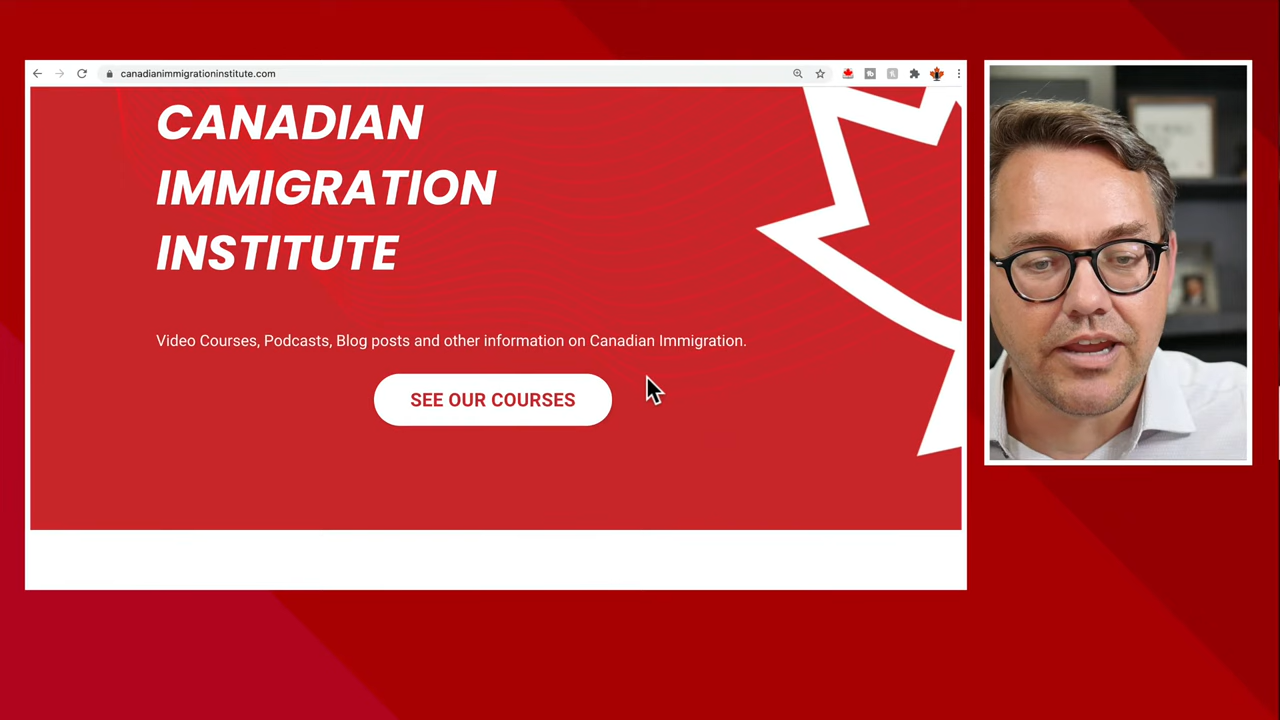 canadianimmigrationinstitute.com
CANADIAN
IMMIGRATION
INSTITUTE
Video Courses, Podcasts, Blog posts and other information on Canadian Immigration.
SEE OUR COURSES